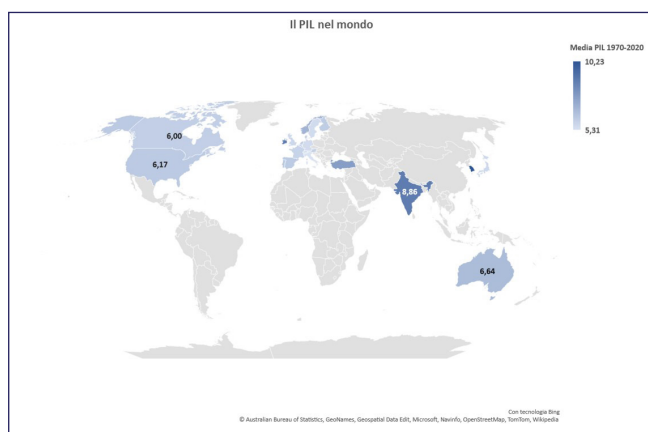 Il PIL nel mondo
Media PIL 1970-2020
10,23
5,31
6,00
6,17
8,86
6,64
Con tecnologia Bing
© Australian Bureau of Statistics, GeoNames, Geospatial Data Edit, Microsoft, Navinfo, OpenStreetMap, TomTom, Wikipedia